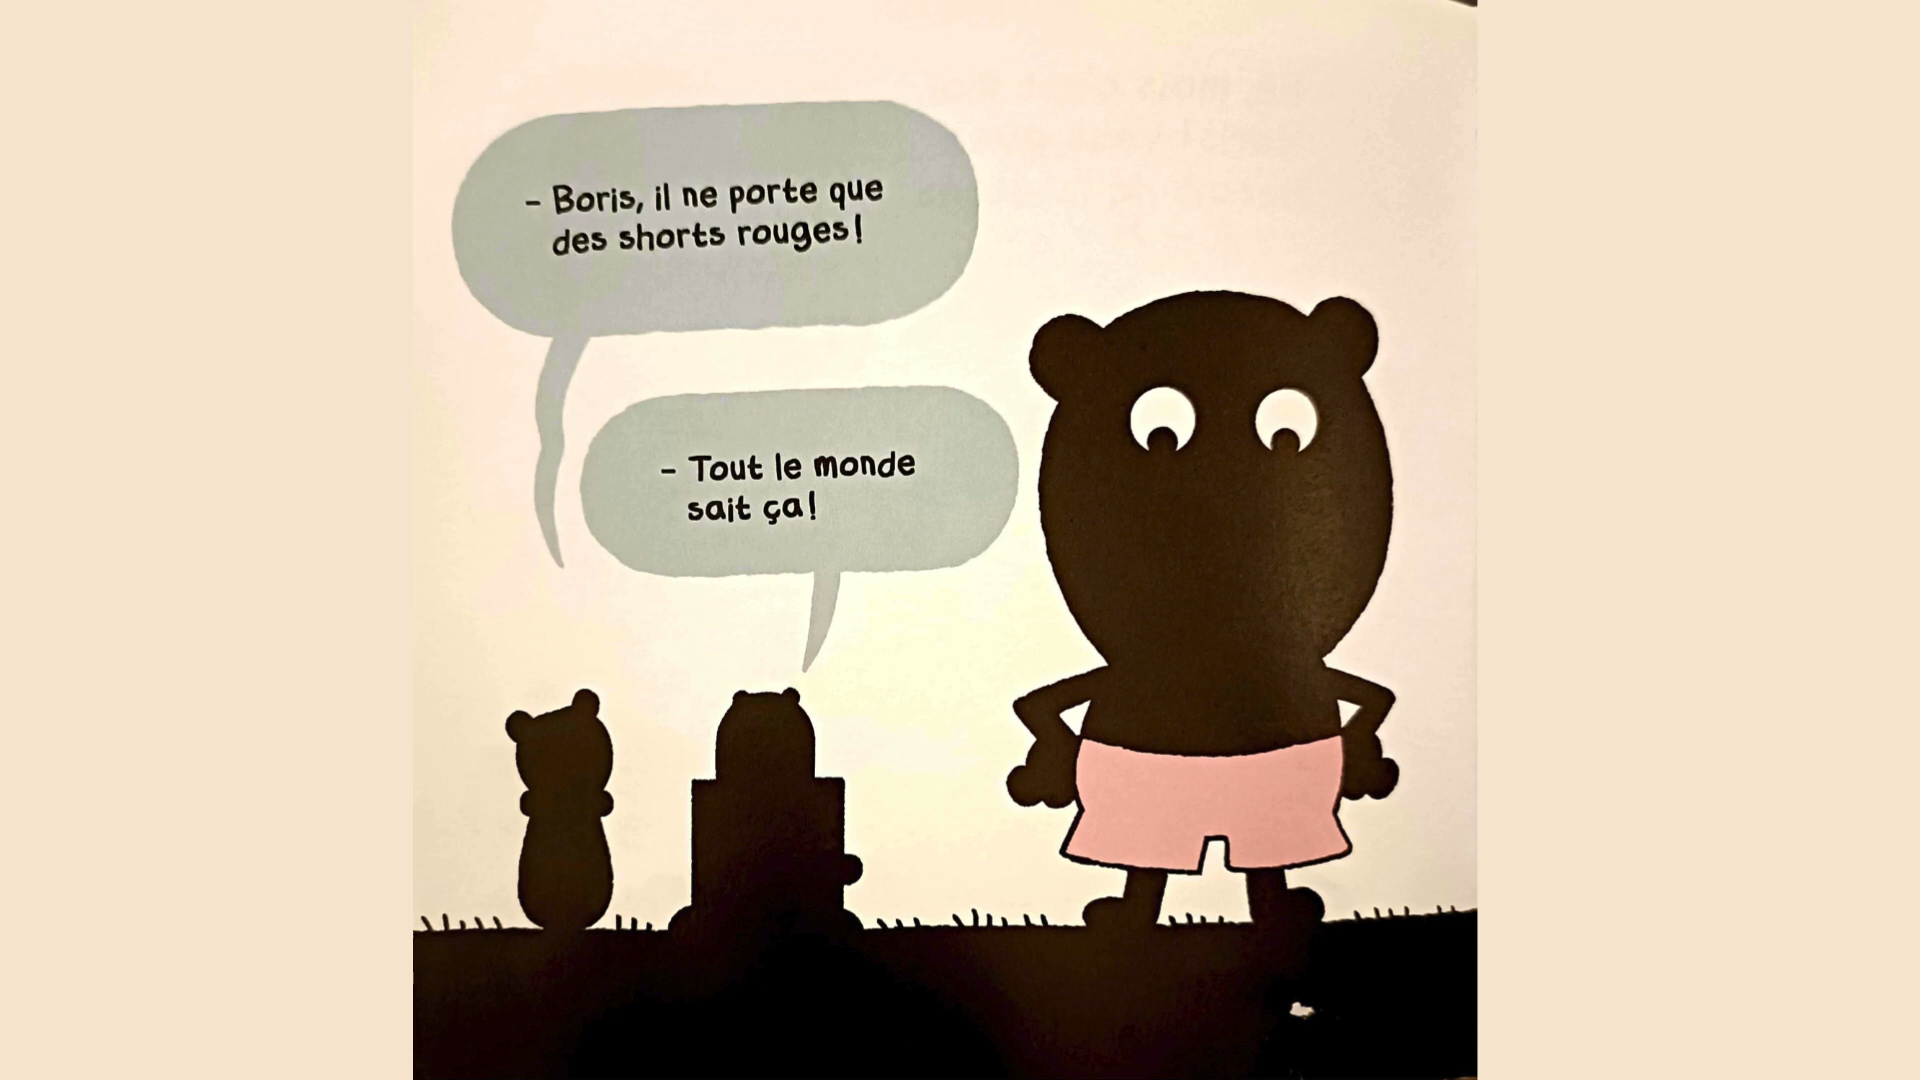 - Boris, il ne porte que
des shorts rouges!
- Tout le monde
sait ça!